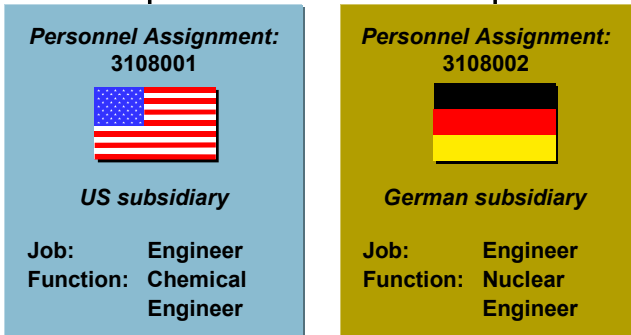 Personnel Assignment:
3108001
US subsidiary
Job: Engineer
Function: Chemical
Engineer
Personnel Assignment:
3108002
German subsidiary
Job: Engineer
Function: Nuclear
Engineer